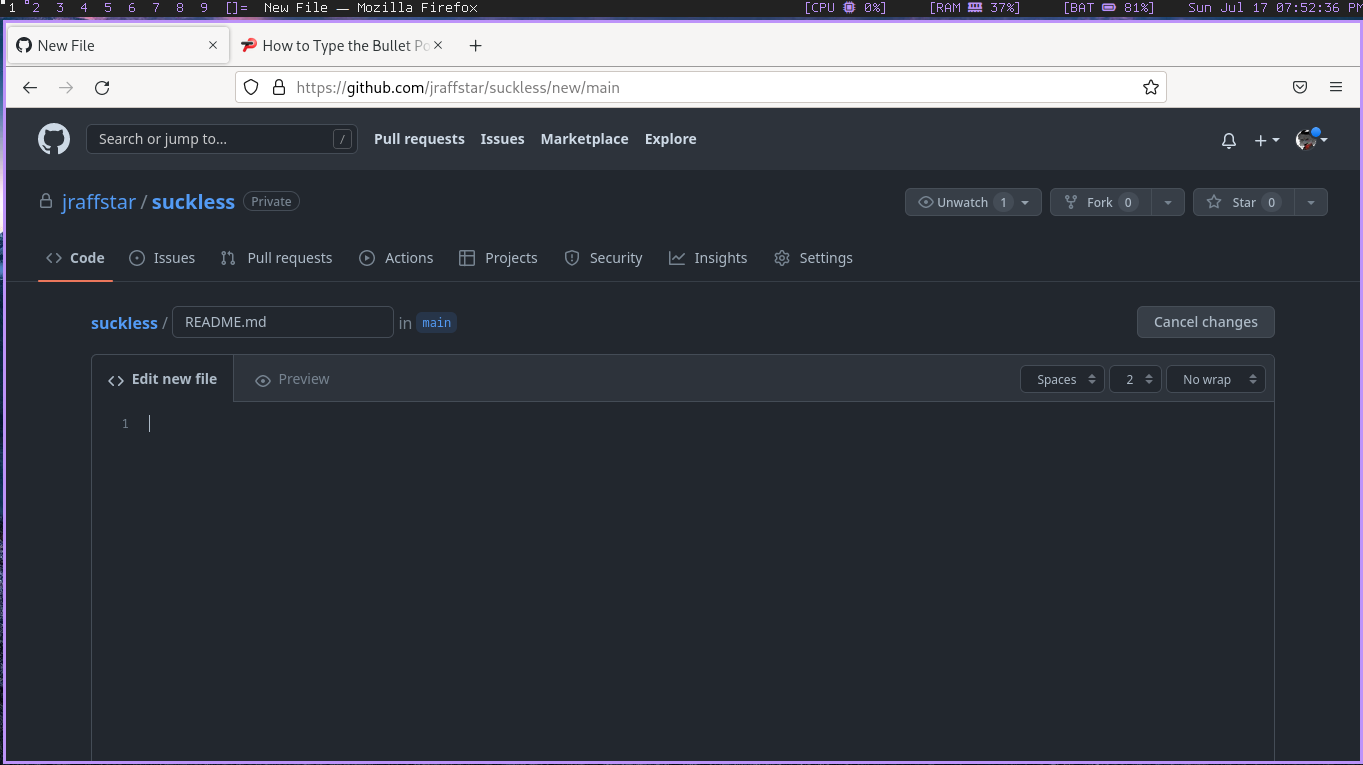 1 2 3 4 5 6 7 8 9 []= New File — Mozilla Firefox [CPU 0%] [RAM 37%] [BAT 81%] Sun Jul 17 07:52:36 PM
New File How to Type the Bullet Po
https://github.com/jraffstar/suckless/new/main
Search or jump to... / Pull requests Issues Marketplace Explore
jraffstar / suckless Private Unwatch 1 Fork 0 Star 0
Code Issues Pull requests Actions Projects Security Insights Settings
suckless / README.md in main Cancel changes
Edit new file Preview Spaces 2 No wrap
1